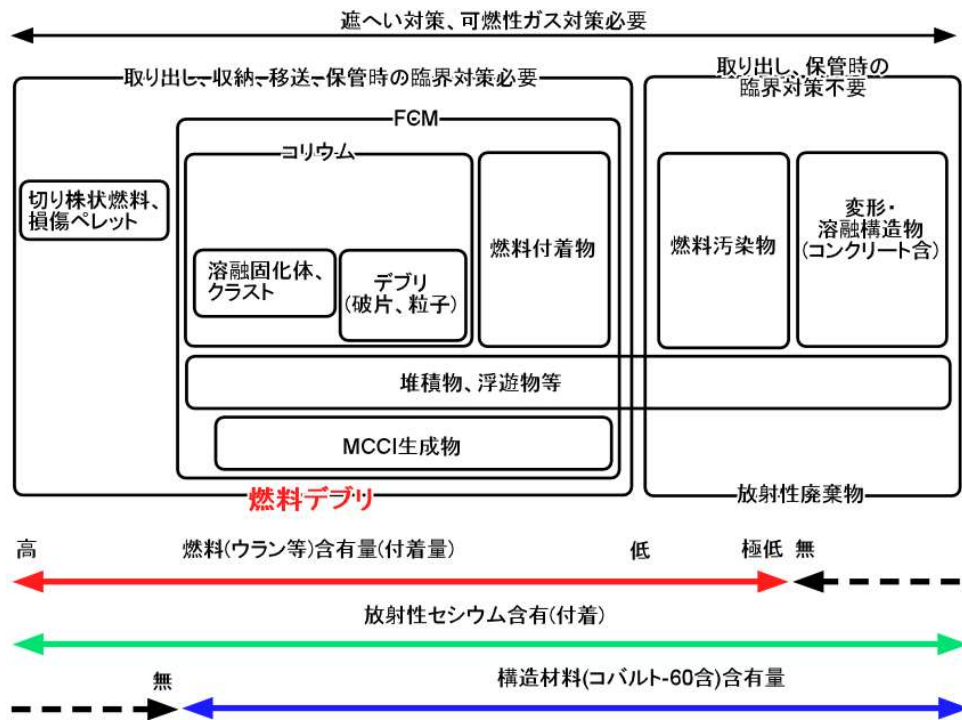 遮へい対策、可燃性ガス対策必要
取り出し、収納、移送、保管時の臨界対策必要
取り出し、保管時の
臨界対策不要
FCM
コリウム
切り株状燃料、
損傷ペレット
溶融固化体、
クラスト
デブリ
(破片、粒子)
燃料付着物
燃料汚染物
変形・
溶融構造物
(コンクリート含)
堆積物、浮遊物等
MCCI生成物
燃料デブリ
放射性廃棄物
高 燃料(ウラン等)含有量(付着量) 低 極低 無
放射性セシウム含有(付着)
無 構造材料(コバルト-60含)含有量